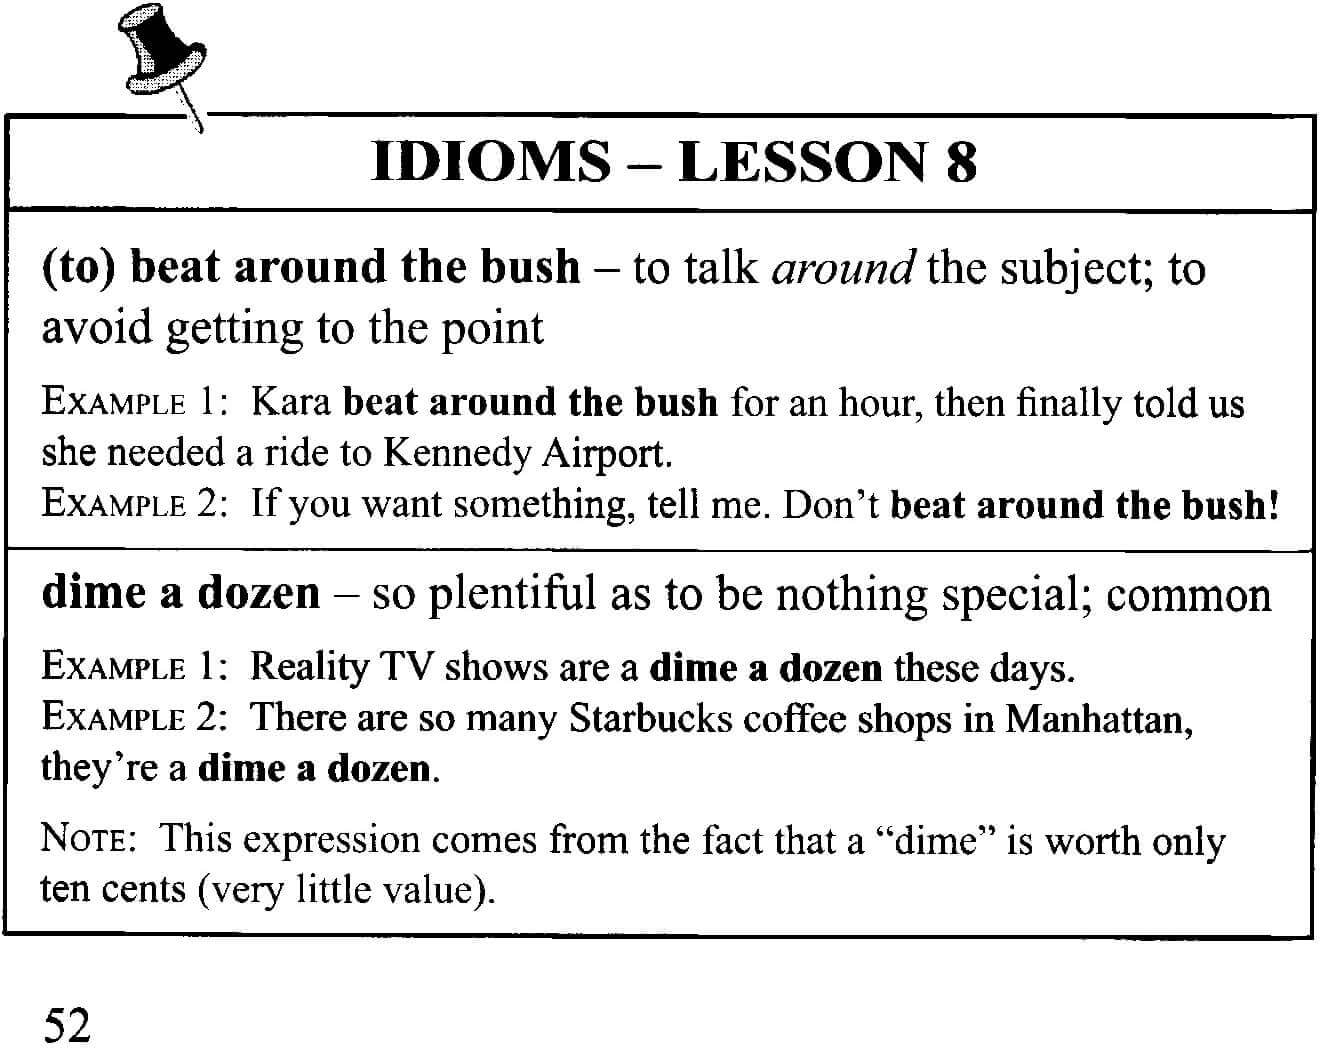 IDIOMS – LESSON 8
(to) beat around the bush – to talk around the subject; to
avoid getting to the point
EXAMPLE 1: Kara beat around the bush for an hour, then finally told us
she needed a ride to Kennedy Airport.
EXAMPLE 2: If you want something, tell me. Don’t beat around the bush!
dime a dozen – so plentiful as to be nothing special; common
EXAMPLE 1: Reality TV shows are a dime a dozen these days.
EXAMPLE 2: There are so many Starbucks coffee shops in Manhattan,
they’re a dime a dozen.
NOTE: This expression comes from the fact that a “dime” is worth only
ten cents (very little value).
52